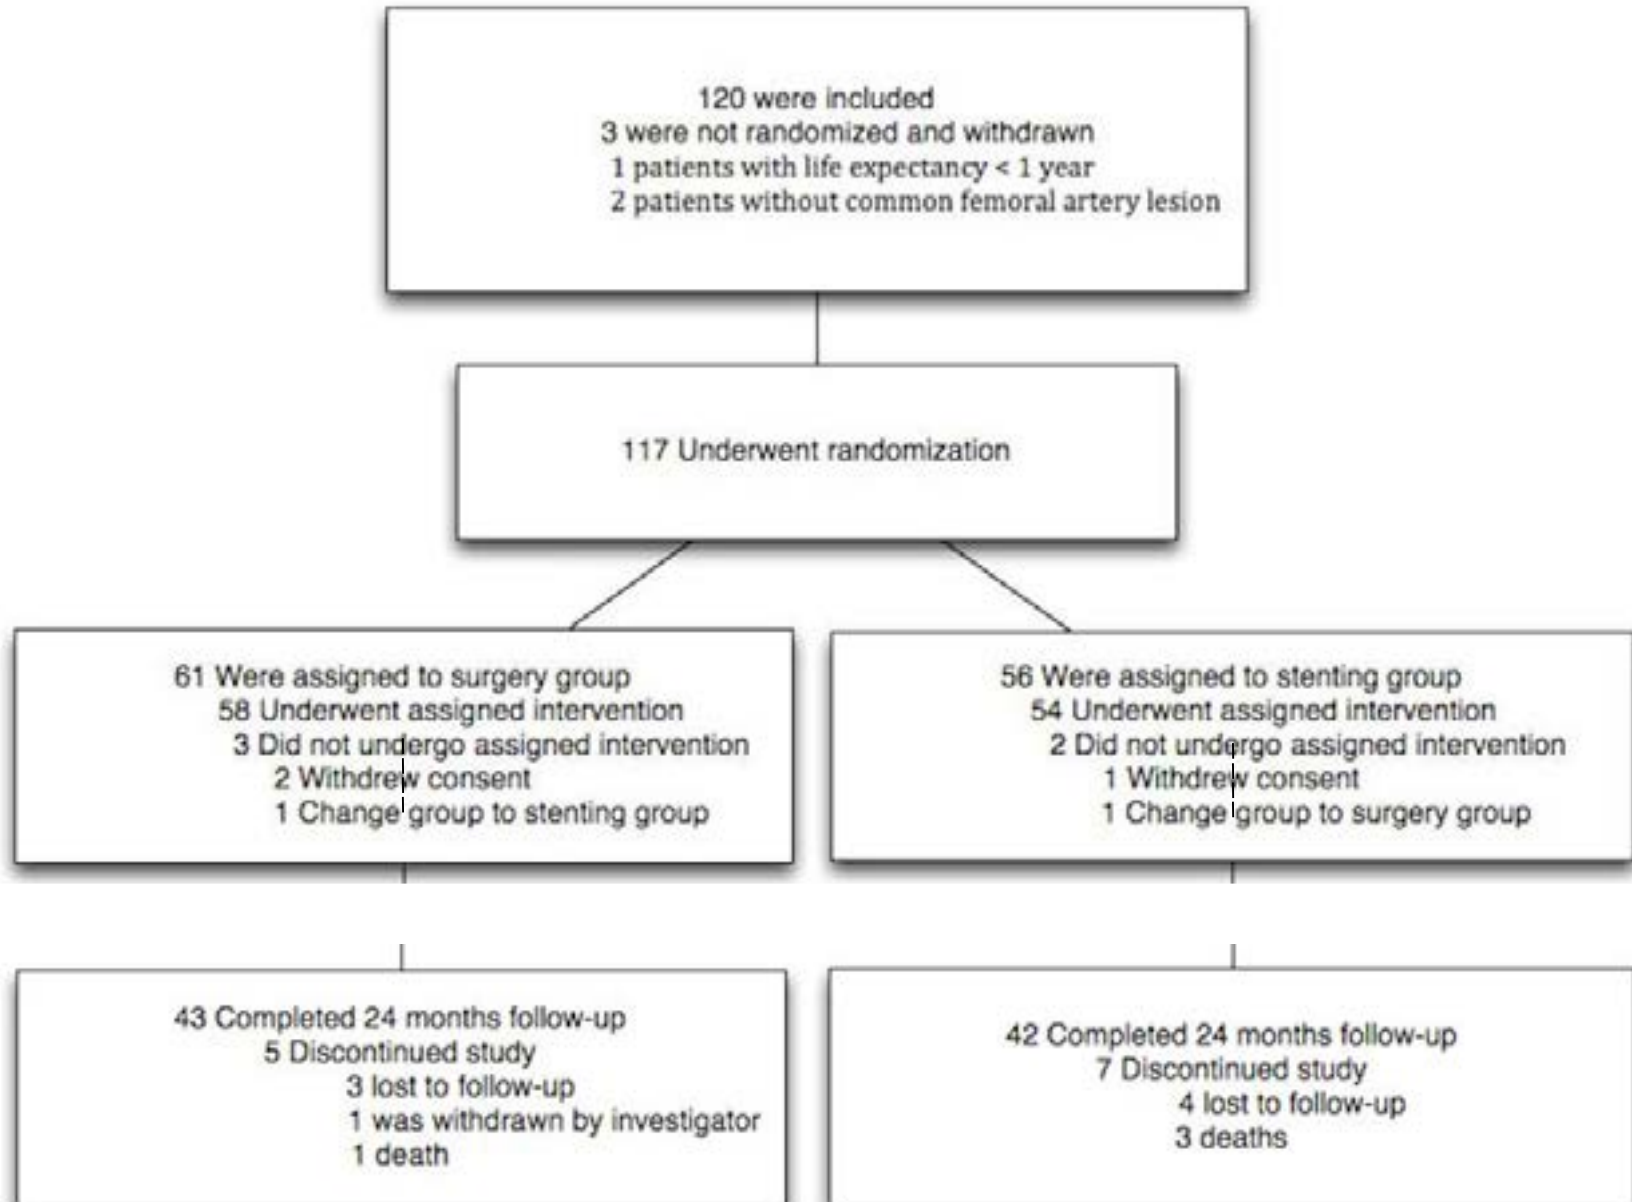 120 were included
3 were not randomized and withdrawn
1 patients with life expectancy < 1 year
2 patients without common femoral artery lesion
117 Underwent randomization
61 Were assigned to surgery group
58 Underwent assigned intervention
3 Did not undergo assigned intervention
2 Withdrew consent
1 Change group to stenting group
56 Were assigned to stenting group
54 Underwent assigned intervention
2 Did not undergo assigned intervention
1 Withdrew consent
1 Change group to surgery group
43 Completed 24 months follow-up
5 Discontinued study
3 lost to follow-up
1 was withdrawn by investigator
1 death
42 Completed 24 months follow-up
7 Discontinued study
4 lost to follow-up
3 deaths